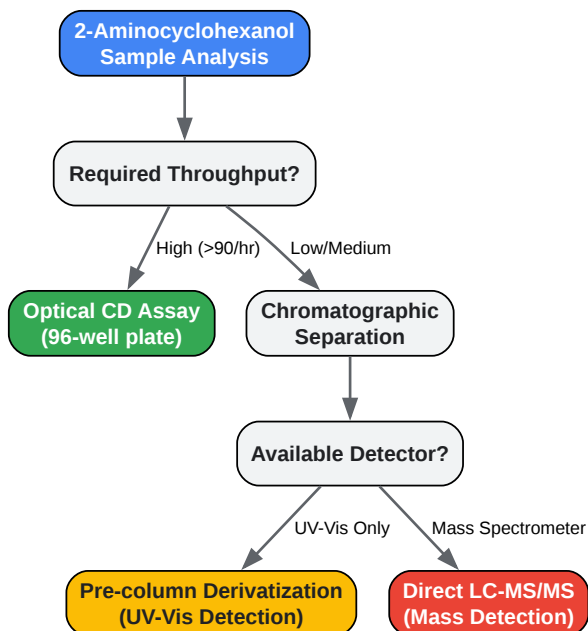 2-Aminocyclohexanol
Sample Analysis
Required Throughput?
High (>90/hr)
Low/Medium
Optical CD Assay
(96-well plate)
Chromatographic
Separation
Available Detector?
UV-Vis Only
Mass Spectrometer
Pre-column Derivatization
(UV-Vis Detection)
Direct LC-MS/MS
(Mass Detection)